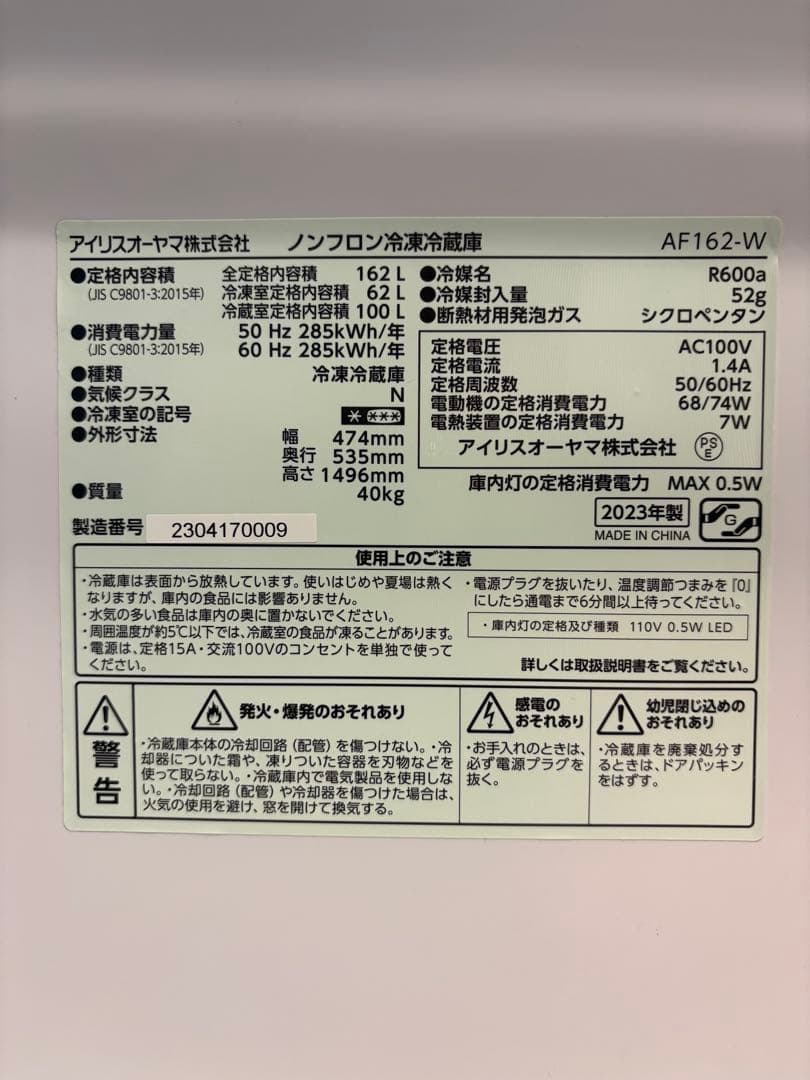 アイリスオーヤマ株式会社 ノンフロン冷凍冷蔵庫 AF162-W
●定格内容積 全定格内容積 162 L
(JIS C9801-3:2015年) 冷凍室定格内容積 62 L
冷蔵室定格内容積 100 L
●消費電力量 50 Hz 285kWh/年
(JIS C9801-3:2015年) 60 Hz 285kWh/年
●種類 冷凍冷蔵庫
●気候クラス N
●冷凍室の記号
●外形寸法 幅 474mm
奥行 535mm
高さ 1496mm
●質量 40kg
製造番号 2304170009
●冷媒名 R600a
●冷媒封入量 52g
●断熱材用発泡ガス シクロペンタン
定格電圧 AC100V
定格電流 1.4A
定格周波数 50/60Hz
電動機の定格消費電力 68/74W
電熱装置の定格消費電力 7W
アイリスオーヤマ株式会社 PSE
庫内灯の定格消費電力 MAX 0.5W
2023年製
MADE IN CHINA
G
使用上のご注意
・冷蔵庫は表面から放熱しています。使いはじめや夏場は熱く
なりますが、庫内の食品には影響ありません。
・水気の多い食品は庫内の奥に置かないでください。
・周囲温度が約5℃以下では、冷蔵室の食品が凍ることがあります。
・電源は、定格15A・交流100Vのコンセントを単独で使って
ください。
・電源プラグを抜いたり、温度調節つまみを『0』
にしたら通電まで6分間以上待ってください。
・庫内灯の定格及び種類 110V 0.5W LED
詳しくは取扱説明書をご覧ください。
警告
発火・爆発のおそれあり
・冷蔵庫本体の冷却回路（配管）を傷つけない。・冷
却器についた霜や、凍りついた容器を刃物などを
使って取らない。・冷蔵庫内で電気製品を使用しな
い。・冷却回路（配管）や冷却器を傷つけた場合は、
火気の使用を避け、窓を開けて換気する。
感電の
おそれあり
・お手入れのときは、
必ず電源プラグを
抜く。
幼児閉じ込めの
おそれあり
・冷蔵庫を廃棄処分す
るときは、ドアパッキン
をはずす。